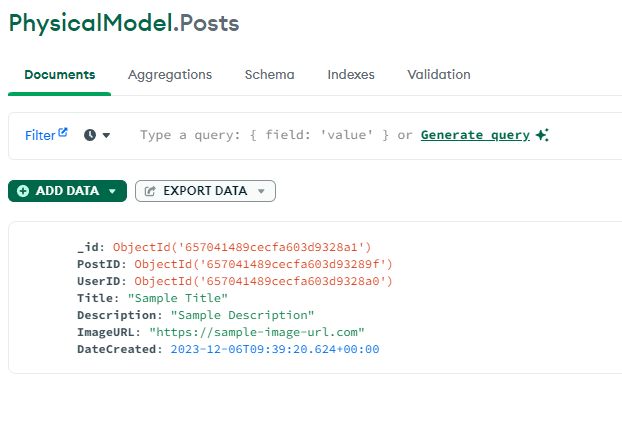 PhysicalModel.Posts
Documents Aggregations Schema Indexes Validation
Filter Type a query: { field: 'value' } or Generate query
ADD DATA EXPORT DATA
_id: ObjectId('657041489cecfa603d9328a1')
PostID: ObjectId('657041489cecfa603d93289f')
UserID: ObjectId('657041489cecfa603d9328a0')
Title: "Sample Title"
Description: "Sample Description"
ImageURL: "https://sample-image-url.com"
DateCreated: 2023-12-06T09:39:20.624+00:00